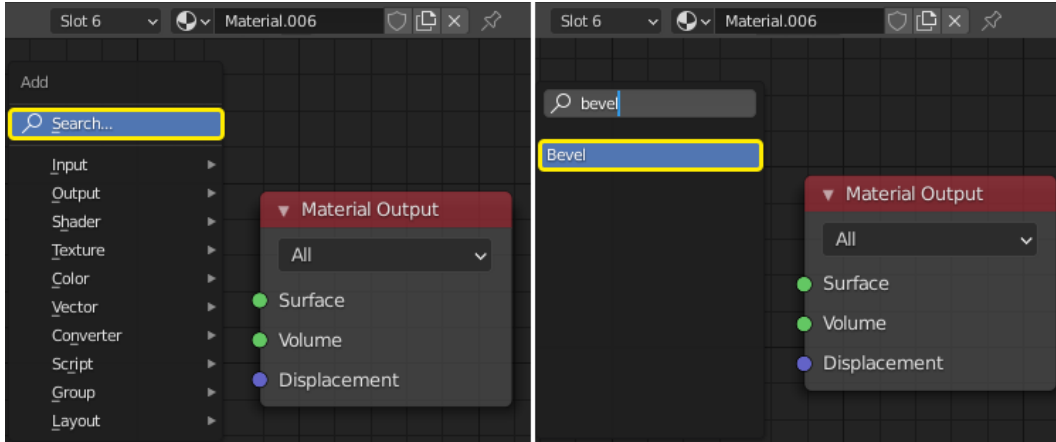 Slot 6
Material.006
Add
Search...
Input
Output
Shader
Texture
Color
Vector
Converter
Script
Group
Layout
Material Output
All
Surface
Volume
Displacement
Slot 6
Material.006
bevel
Bevel
Material Output
All
Surface
Volume
Displacement